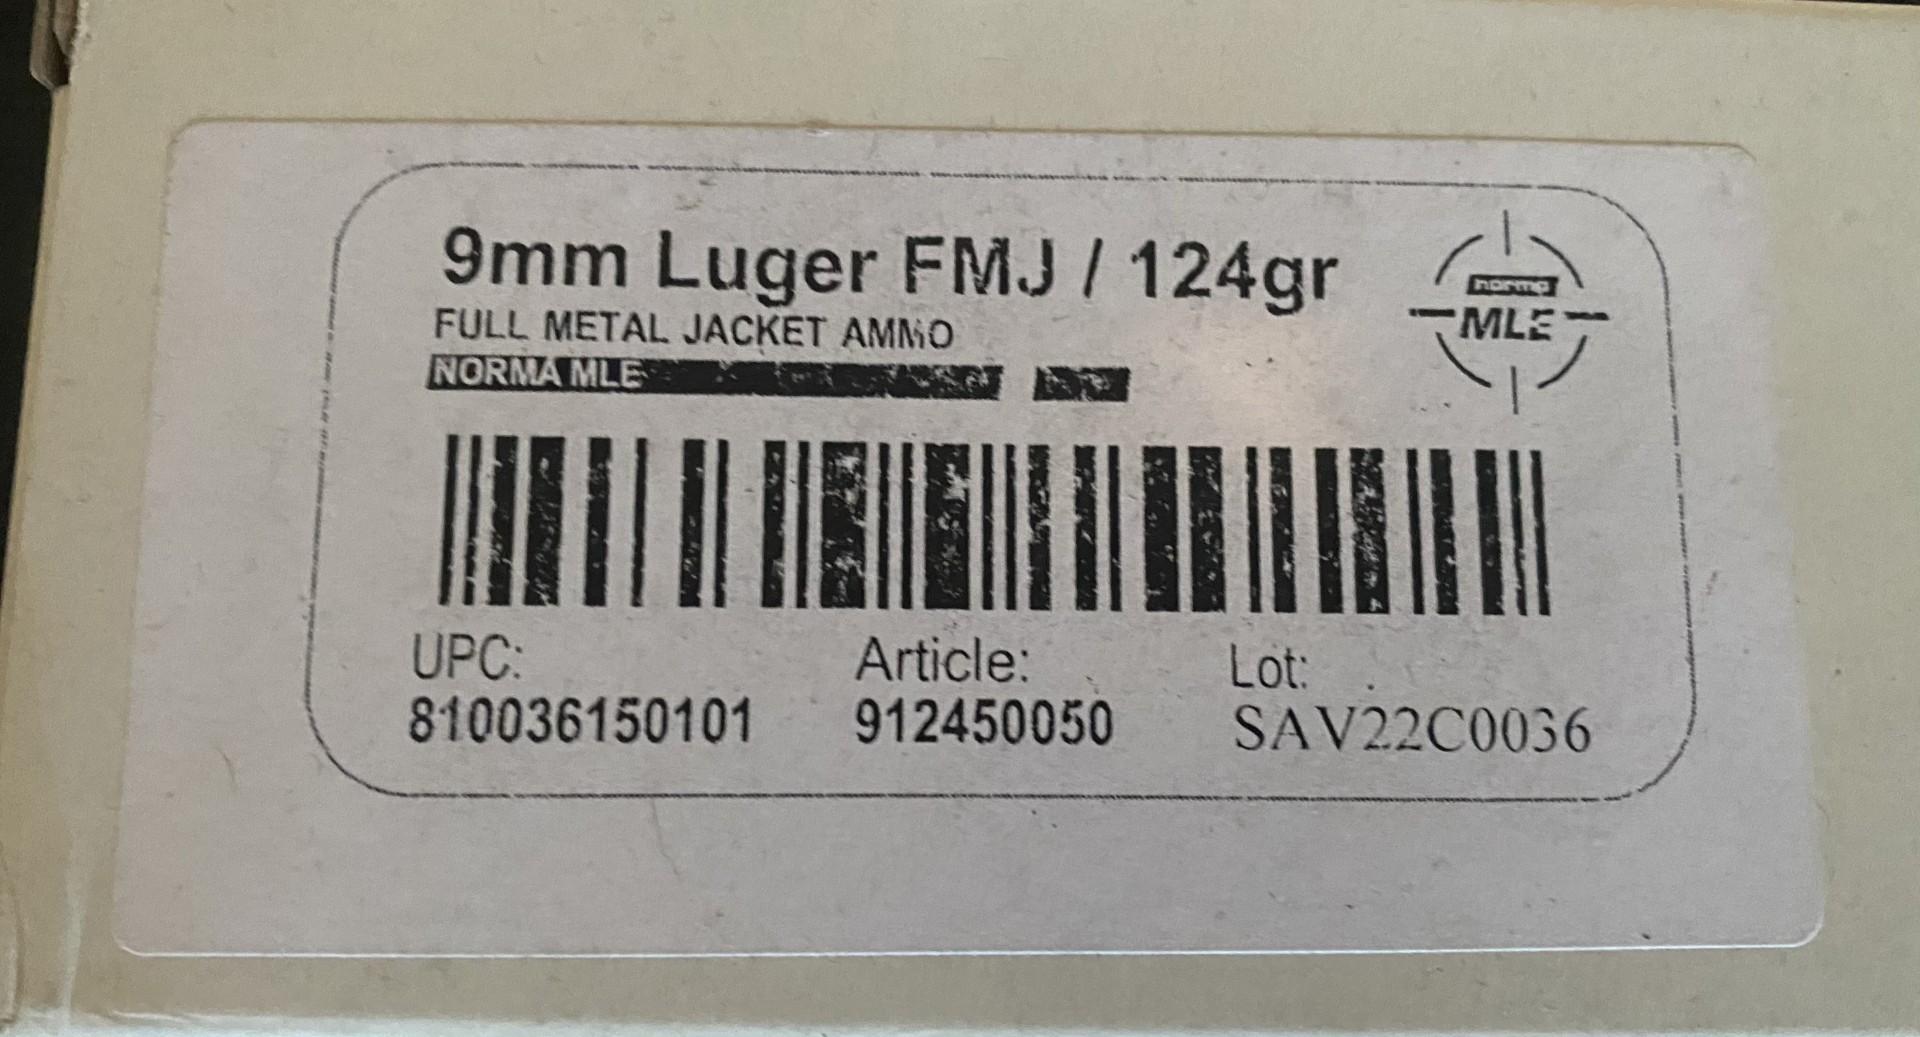 9mm Luger FMJ / 124gr
FULL METAL JACKET AMMO
NORMA MLE
norma
MLE
UPC:
810036150101
Article:
912450050
Lot:
SAV22C0036